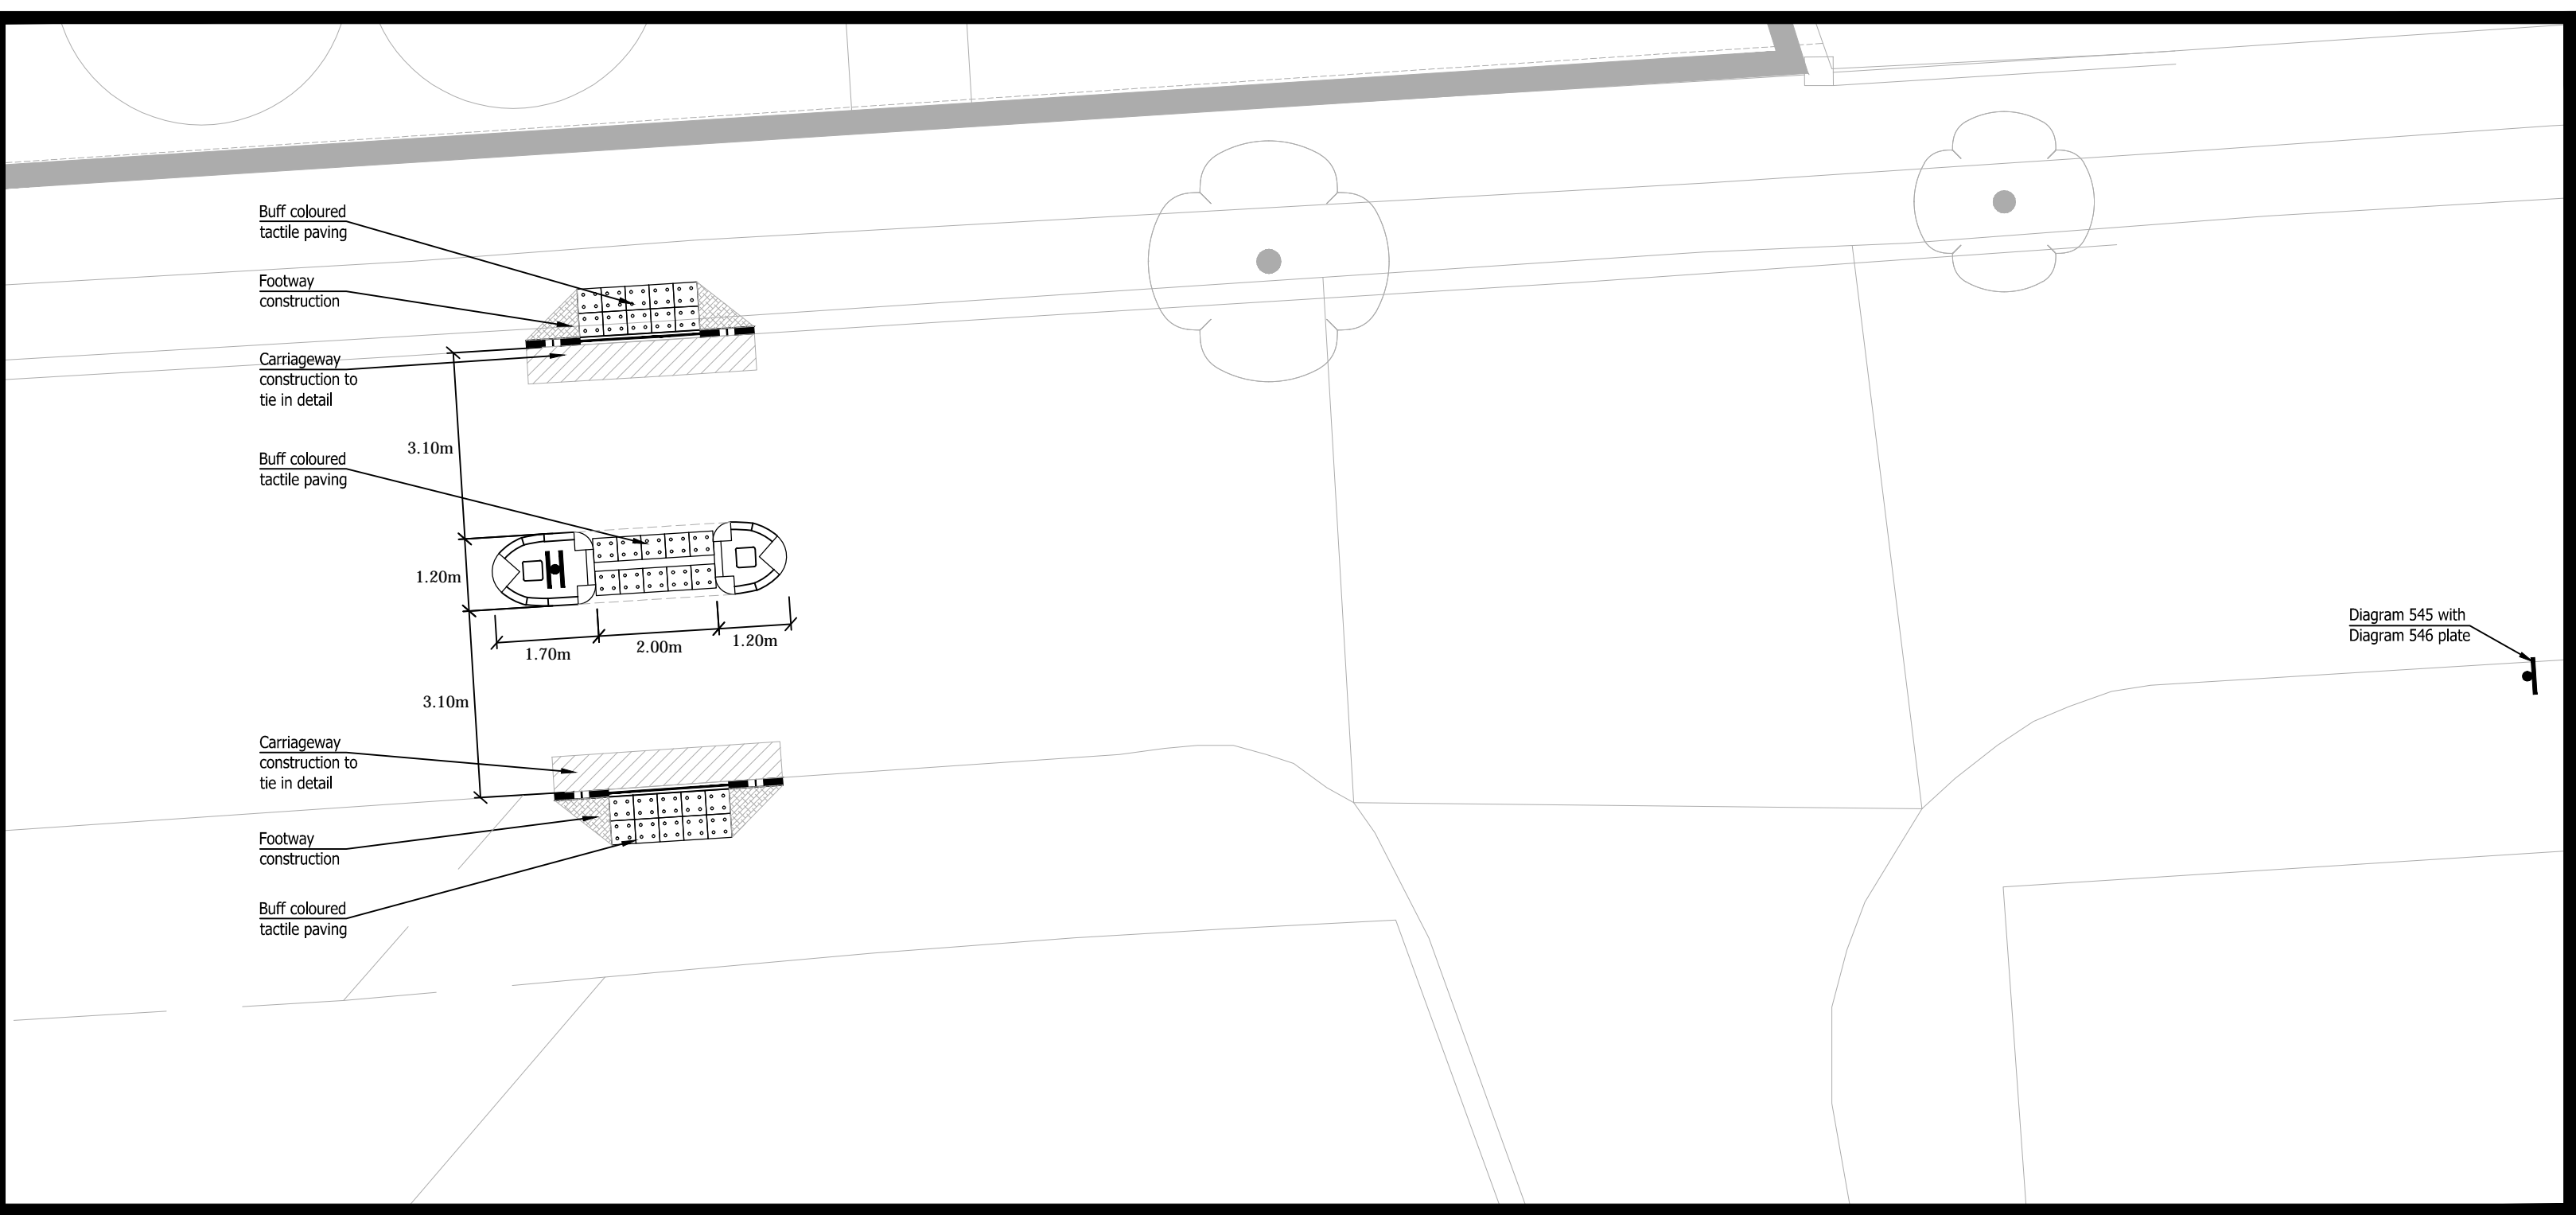 Buff coloured
tactile paving
Footway
construction
Carriageway
construction to
tie in detail
3.10m
Buff coloured
tactile paving
1.20m
1.70m
2.00m
1.20m
3.10m
Diagram 545 with
Diagram 546 plate
Carriageway
construction to
tie in detail
Footway
construction
Buff coloured
tactile paving